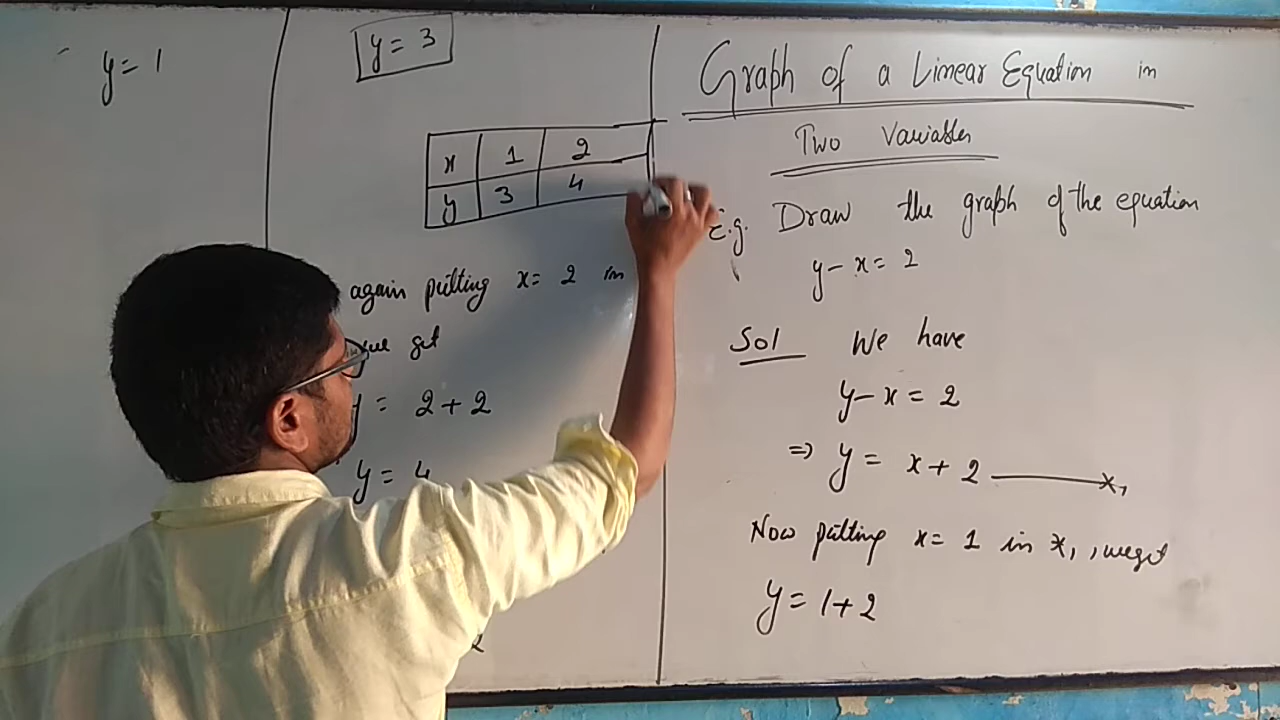 Graph of a Linear Equation in
Two Variables
E.g. Draw the graph of the equation
y - x = 2
Sol We have
y - x = 2
⇒ y = x + 2
Now putting x = 1 in *₁, we get
y = 1 + 2
y = 3
x 1 2
y 3 4
again putting x = 2 in
we get
y = 2 + 2
y = 4
y = 1